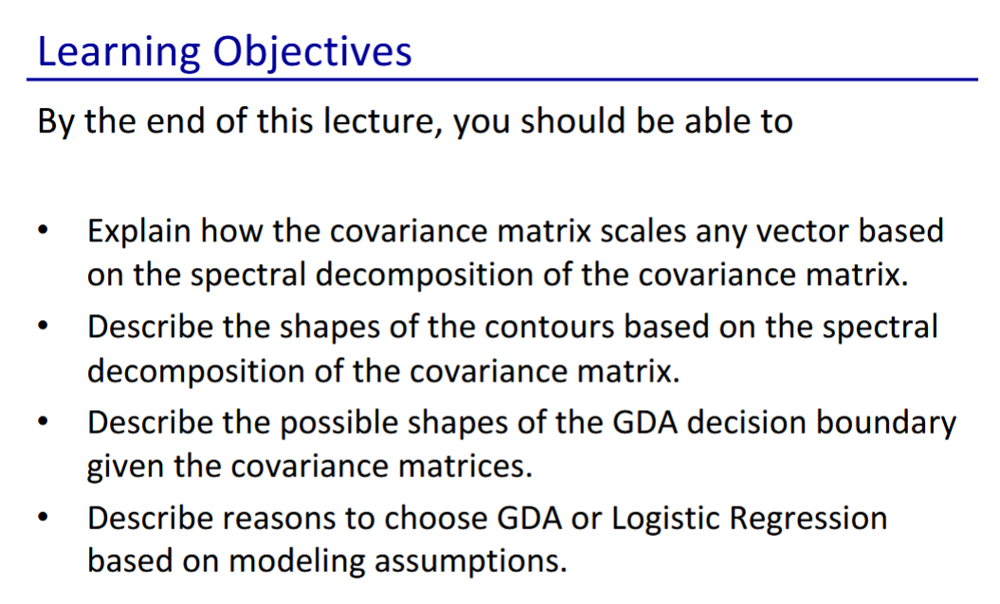 Learning Objectives
By the end of this lecture, you should be able to
• Explain how the covariance matrix scales any vector based
on the spectral decomposition of the covariance matrix.
• Describe the shapes of the contours based on the spectral
decomposition of the covariance matrix.
• Describe the possible shapes of the GDA decision boundary
given the covariance matrices.
• Describe reasons to choose GDA or Logistic Regression
based on modeling assumptions.